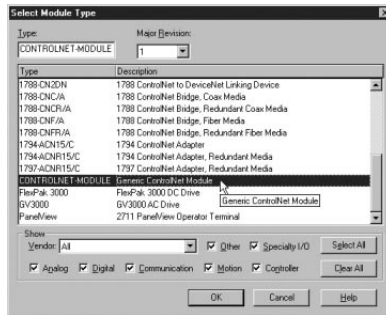 Select Module Type
Type: Major Revision:
CONTROLNET-MODULE 1
Type Description
1788-CN2DN 1788 ControlNet to DeviceNet Linking Device
1788-CNC/A 1788 ControlNet Bridge, Coax Media
1788-CNCR/A 1788 ControlNet Bridge, Redundant Coax Media
1788-CNF/A 1788 ControlNet Bridge, Fiber Media
1788-CNFR/A 1788 ControlNet Bridge, Redundant Fiber Media
1794-ACN15/C 1794 ControlNet Adapter
1794-ACNR15/C 1794 ControlNet Adapter, Redundant Media
1797-ACNR15/C 1797 ControlNet Adapter, Redundant Media
CONTROLNET-MODULE Generic ControlNet Module
FlexPak 3000 FlexPak 3000 DC Drive
Generic ControlNet Module
GV3000 GV3000 AC Drive
PanelView 2711 PanelView Operator Terminal
Show
Vendor: All Other Specialty I/O Select All
Analog Digital Communication Motion Controller Clear All
OK Cancel Help